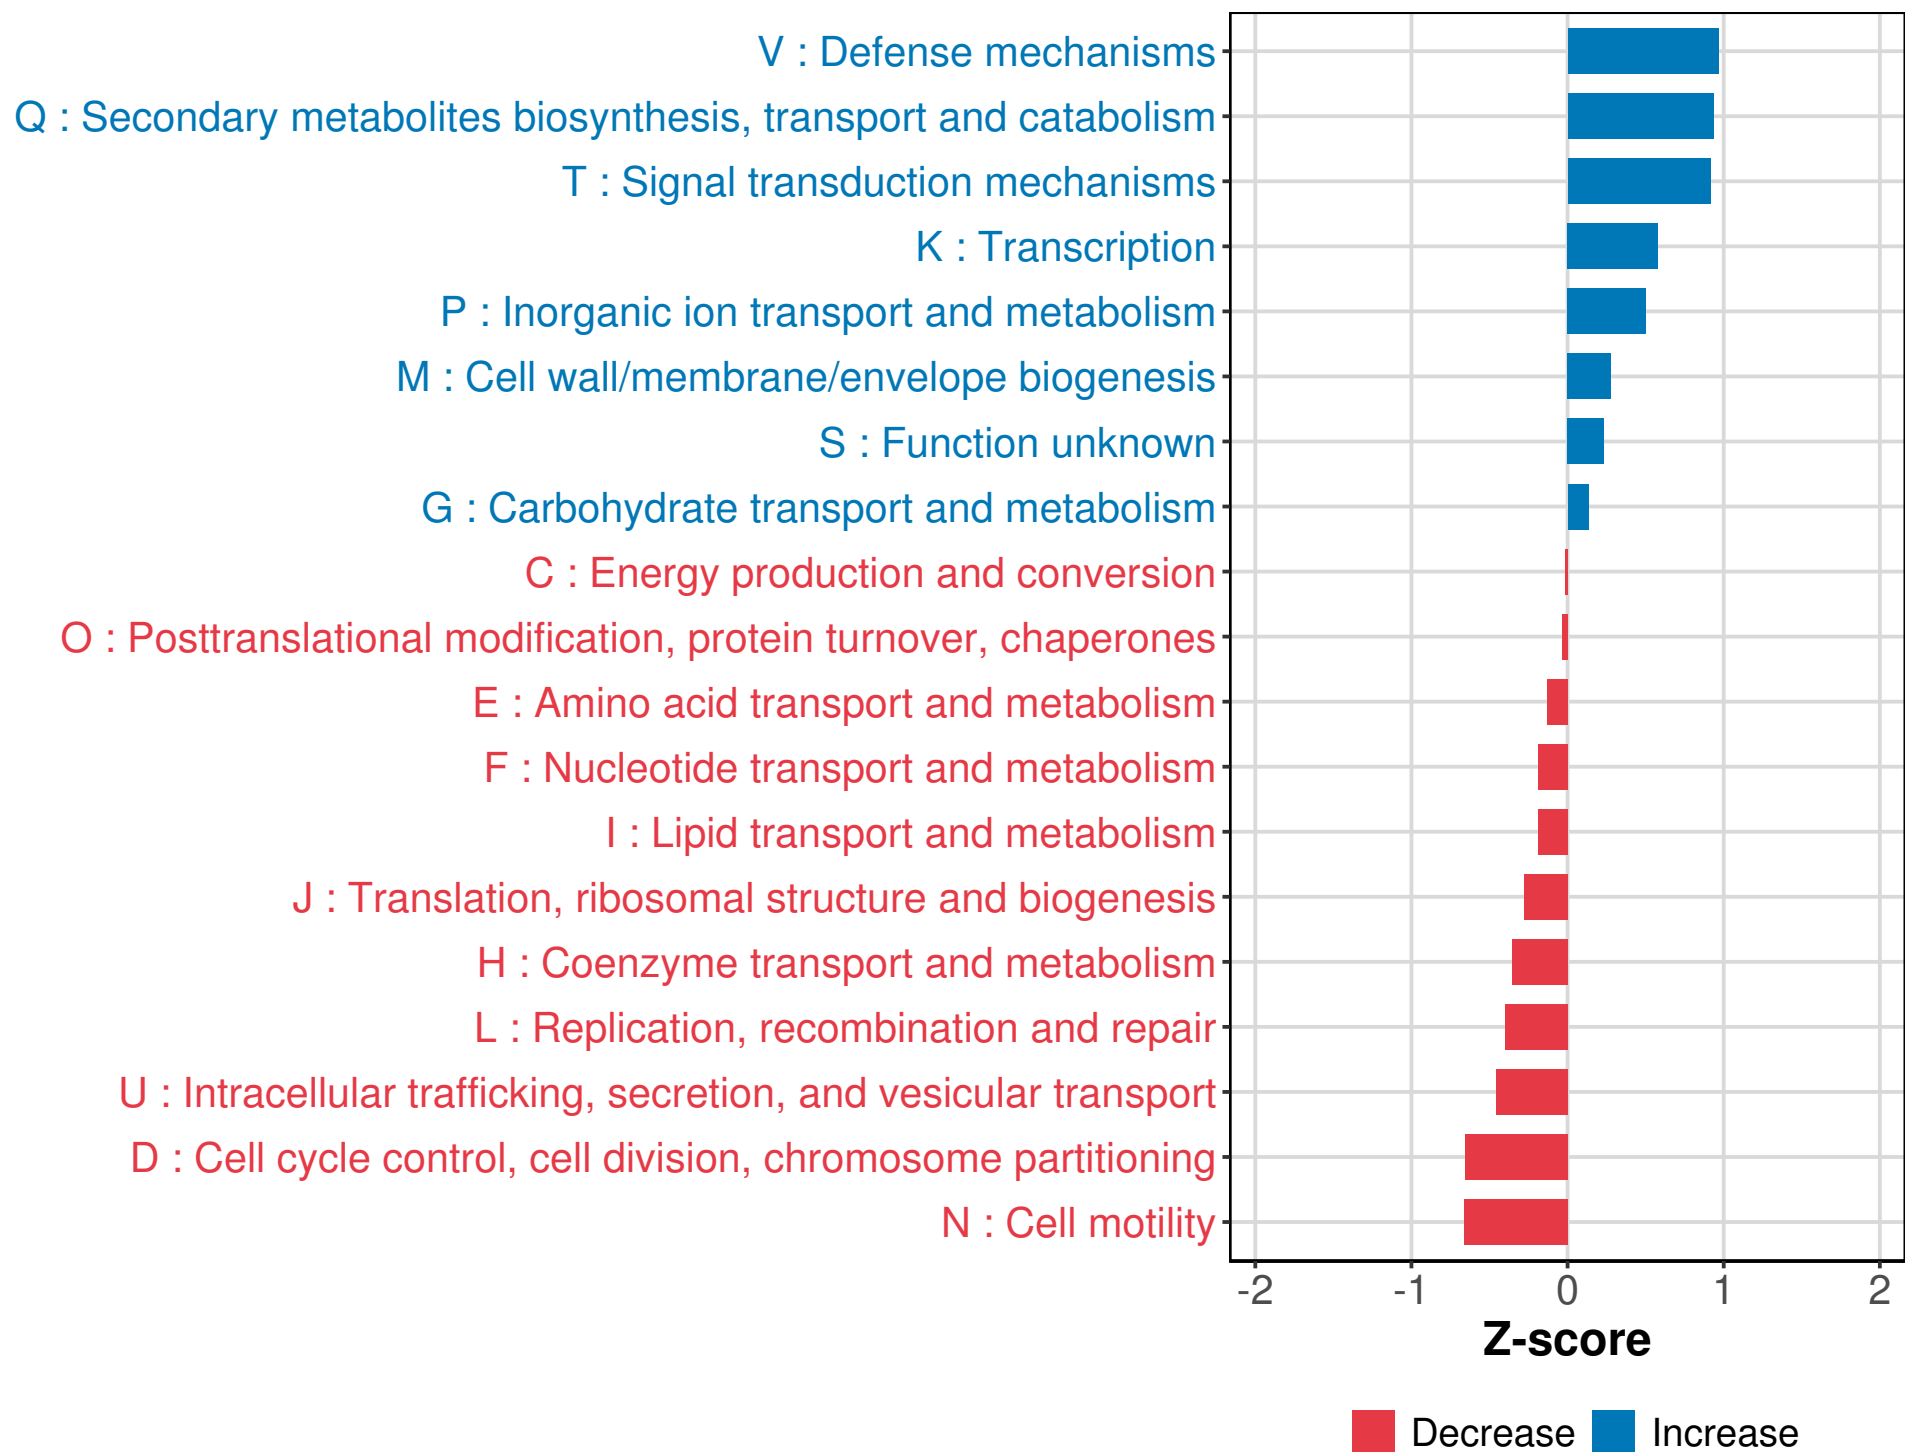 V : Defense mechanisms
Q : Secondary metabolites biosynthesis, transport and catabolism
T : Signal transduction mechanisms
K : Transcription
P : Inorganic ion transport and metabolism
M : Cell wall/membrane/envelope biogenesis
S : Function unknown
G : Carbohydrate transport and metabolism
C : Energy production and conversion
O : Posttranslational modification, protein turnover, chaperones
E : Amino acid transport and metabolism
F : Nucleotide transport and metabolism
I : Lipid transport and metabolism
J : Translation, ribosomal structure and biogenesis
H : Coenzyme transport and metabolism
L : Replication, recombination and repair
U : Intracellular trafficking, secretion, and vesicular transport
D : Cell cycle control, cell division, chromosome partitioning
N : Cell motility
-2 -1 0 1 2
Z-score
Decrease Increase